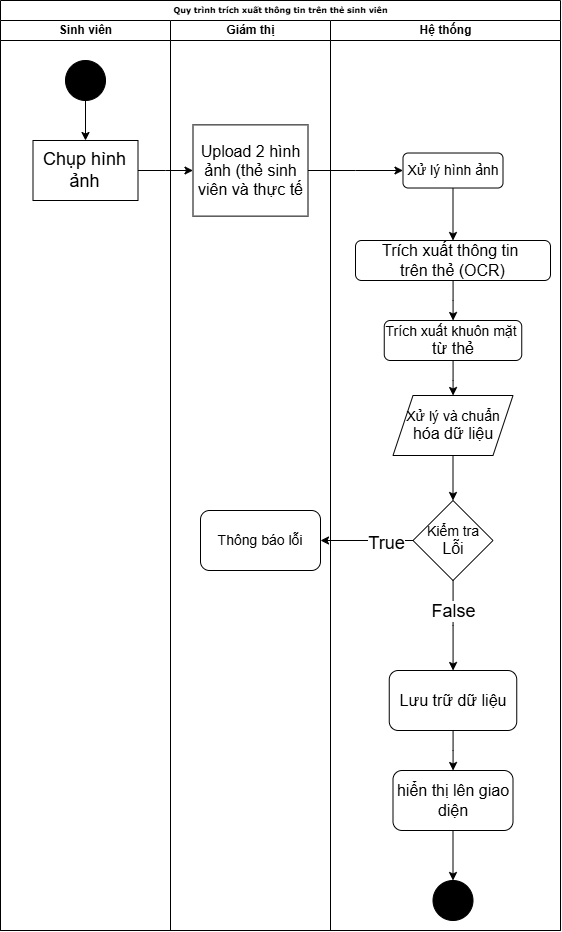 Quy trình trích xuất thông tin trên thẻ sinh viên
Sinh viên
Giám thị
Hệ thống
Chụp hình
ảnh
Upload 2 hình
ảnh (thẻ sinh
viên và thực tế
Xử lý hình ảnh
Trích xuất thông tin
trên thẻ (OCR)
Trích xuất khuôn mặt
từ thẻ
Xử lý và chuẩn
hóa dữ liệu
Kiểm tra
Lỗi
True
Thông báo lỗi
False
Lưu trữ dữ liệu
hiển thị lên giao
diện